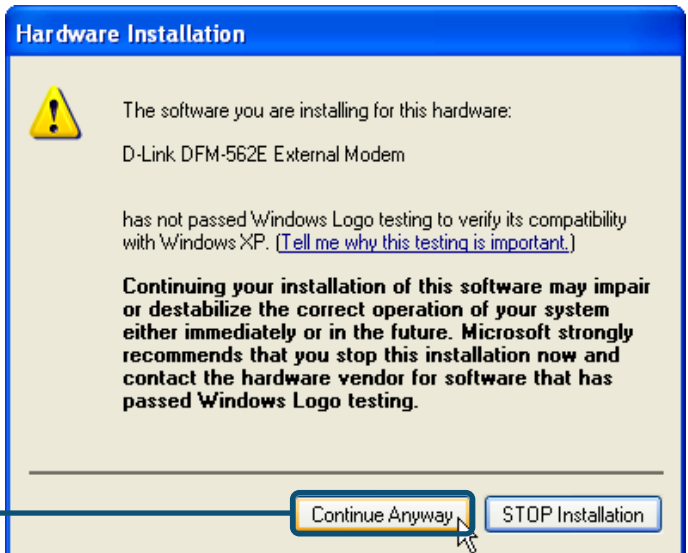 Hardware Installation
The software you are installing for this hardware:
D-Link DFM-562E External Modem
has not passed Windows Logo testing to verify its compatibility
with Windows XP. (Tell me why this testing is important.)
Continuing your installation of this software may impair
or destabilize the correct operation of your system
either immediately or in the future. Microsoft strongly
recommends that you stop this installation now and
contact the hardware vendor for software that has
passed Windows Logo testing.
Continue Anyway STOP Installation